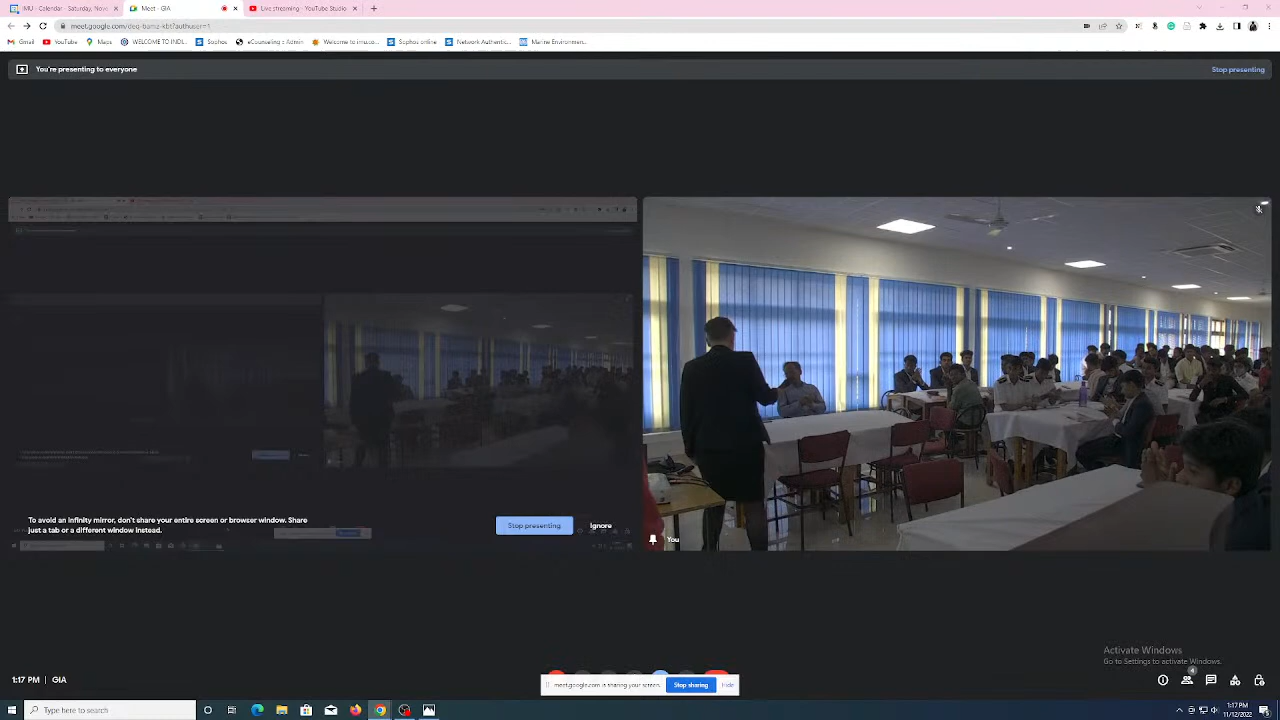 IMU - Calendar - Saturday, Nove
Meet - GIA
Live streaming - YouTube Studio
meet.google.com/deq-bamz-kbt?authuser=1
Gmail
YouTube
Maps
WELCOME TO INDI...
Sophos
eCounseling :: Admin
Welcome to imu.co...
Sophos online
Network Authentic...
Marine Environmen...
You're presenting to everyone
Stop presenting
To avoid an infinity mirror, don't share your entire screen or browser window. Share
just a tab or a different window instead.
Stop presenting
Ignore
You
Activate Windows
Go to Settings to activate Windows.
1:17 PM | GIA
4
meet.google.com is sharing your screen.
Stop sharing
Hide
Type here to search
1:17 PM
11/12/2022